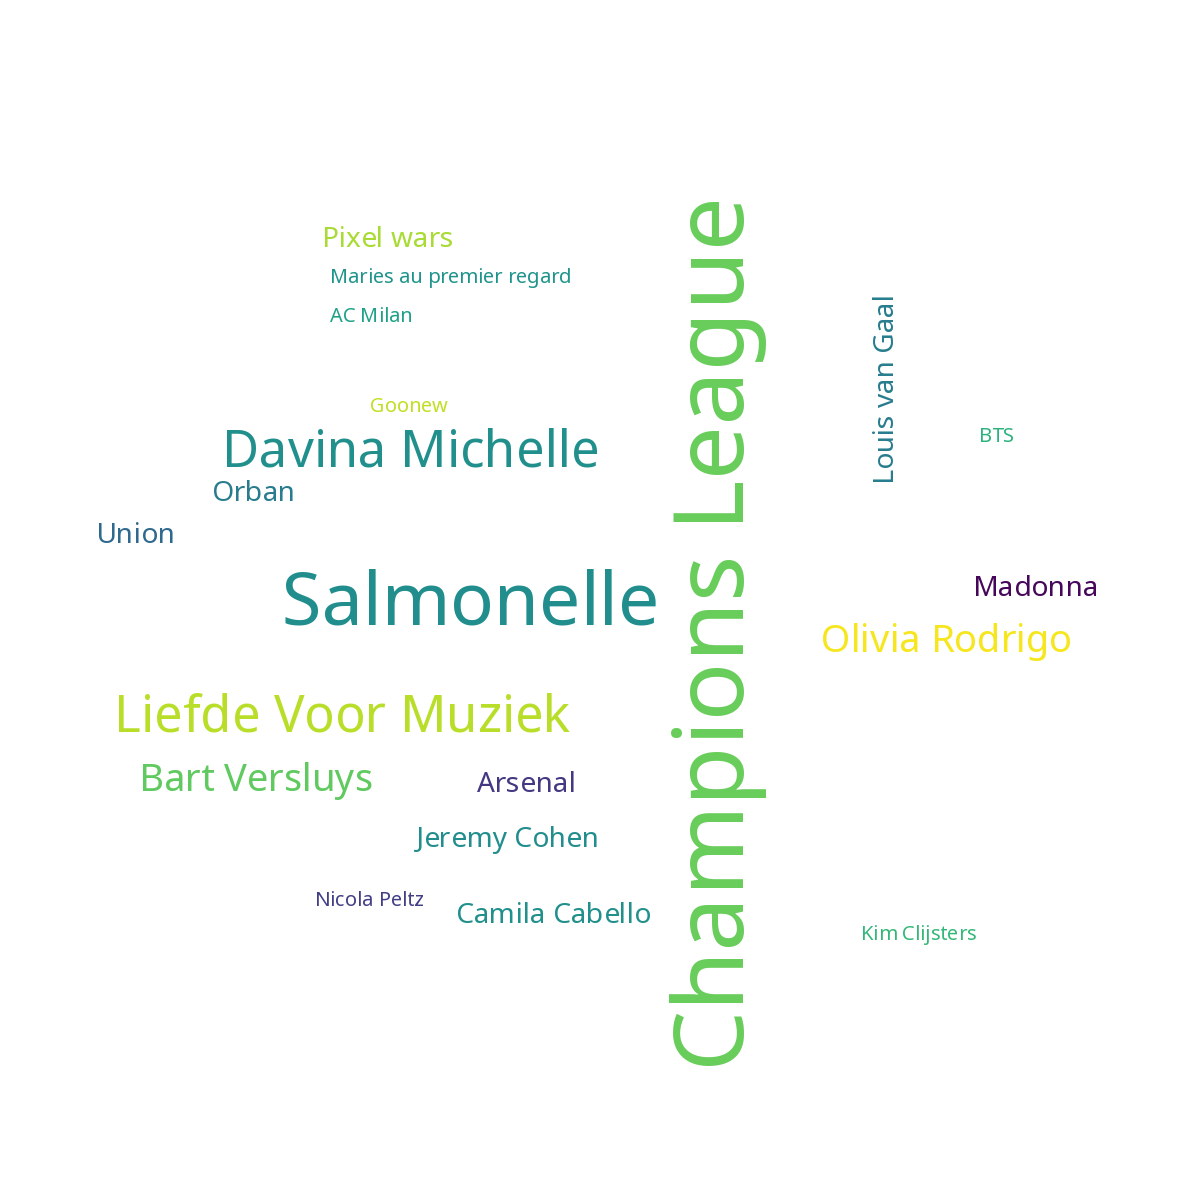 Pixel wars
Maries au premier regard
AC Milan
Goonew
Davina Michelle
Orban
Union
Salmonelle
Liefde Voor Muziek
Bart Versluys
Arsenal
Jeremy Cohen
Nicola Peltz
Camila Cabello
Champions League
Louis van Gaal
BTS
Madonna
Olivia Rodrigo
Kim Clijsters